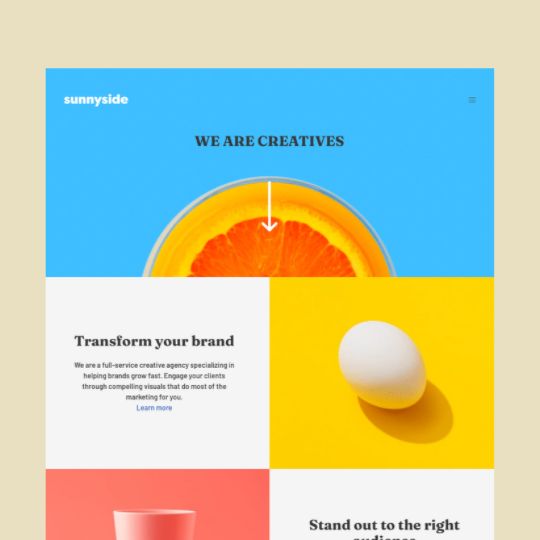 sunnyside
WE ARE CREATIVES
Transform your brand
We are a full-service creative agency specializing in
helping brands grow fast. Engage your clients
through compelling visuals that do most of the
marketing for you.
Learn more
Stand out to the right
audience